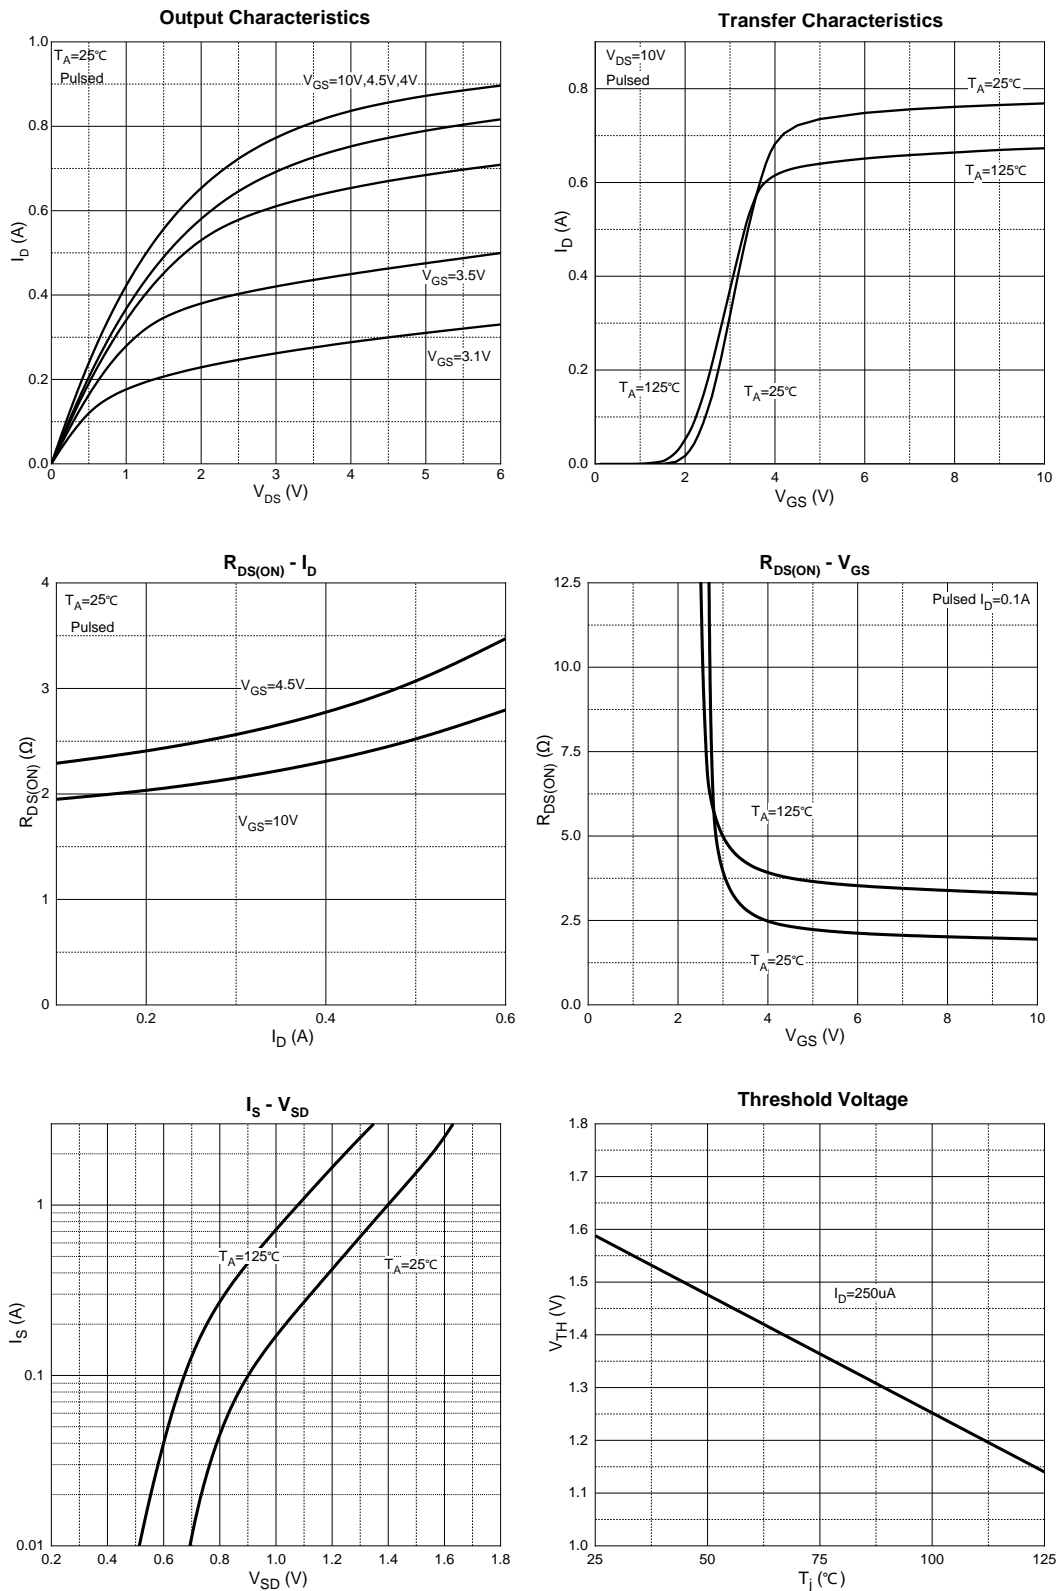 Output Characteristics
T_A=25℃
Pulsed
V_GS=10V,4.5V,4V
V_GS=3.5V
V_GS=3.1V
1.0
0.8
0.6
0.4
0.2
0.0
I_D (A)
0 1 2 3 4 5 6
V_DS (V)
Transfer Characteristics
V_DS=10V
Pulsed
T_A=25℃
T_A=125℃
T_A=125℃
T_A=25℃
0.8
0.6
0.4
0.2
0.0
I_D (A)
0 2 4 6 8 10
V_GS (V)
R_DS(ON) - I_D
T_A=25℃
Pulsed
V_GS=4.5V
V_GS=10V
4
3
2
1
0
R_DS(ON) (Ω)
0.2 0.4 0.6
I_D (A)
R_DS(ON) - V_GS
Pulsed I_D=0.1A
T_A=125℃
T_A=25℃
12.5
10.0
7.5
5.0
2.5
0.0
R_DS(ON) (Ω)
0 2 4 6 8 10
V_GS (V)
I_S - V_SD
T_A=125℃
T_A=25℃
1
0.1
0.01
I_S (A)
0.2 0.4 0.6 0.8 1.0 1.2 1.4 1.6 1.8
V_SD (V)
Threshold Voltage
I_D=250uA
1.8
1.7
1.6
1.5
1.4
1.3
1.2
1.1
1.0
V_TH (V)
25 50 75 100 125
T_j (℃)